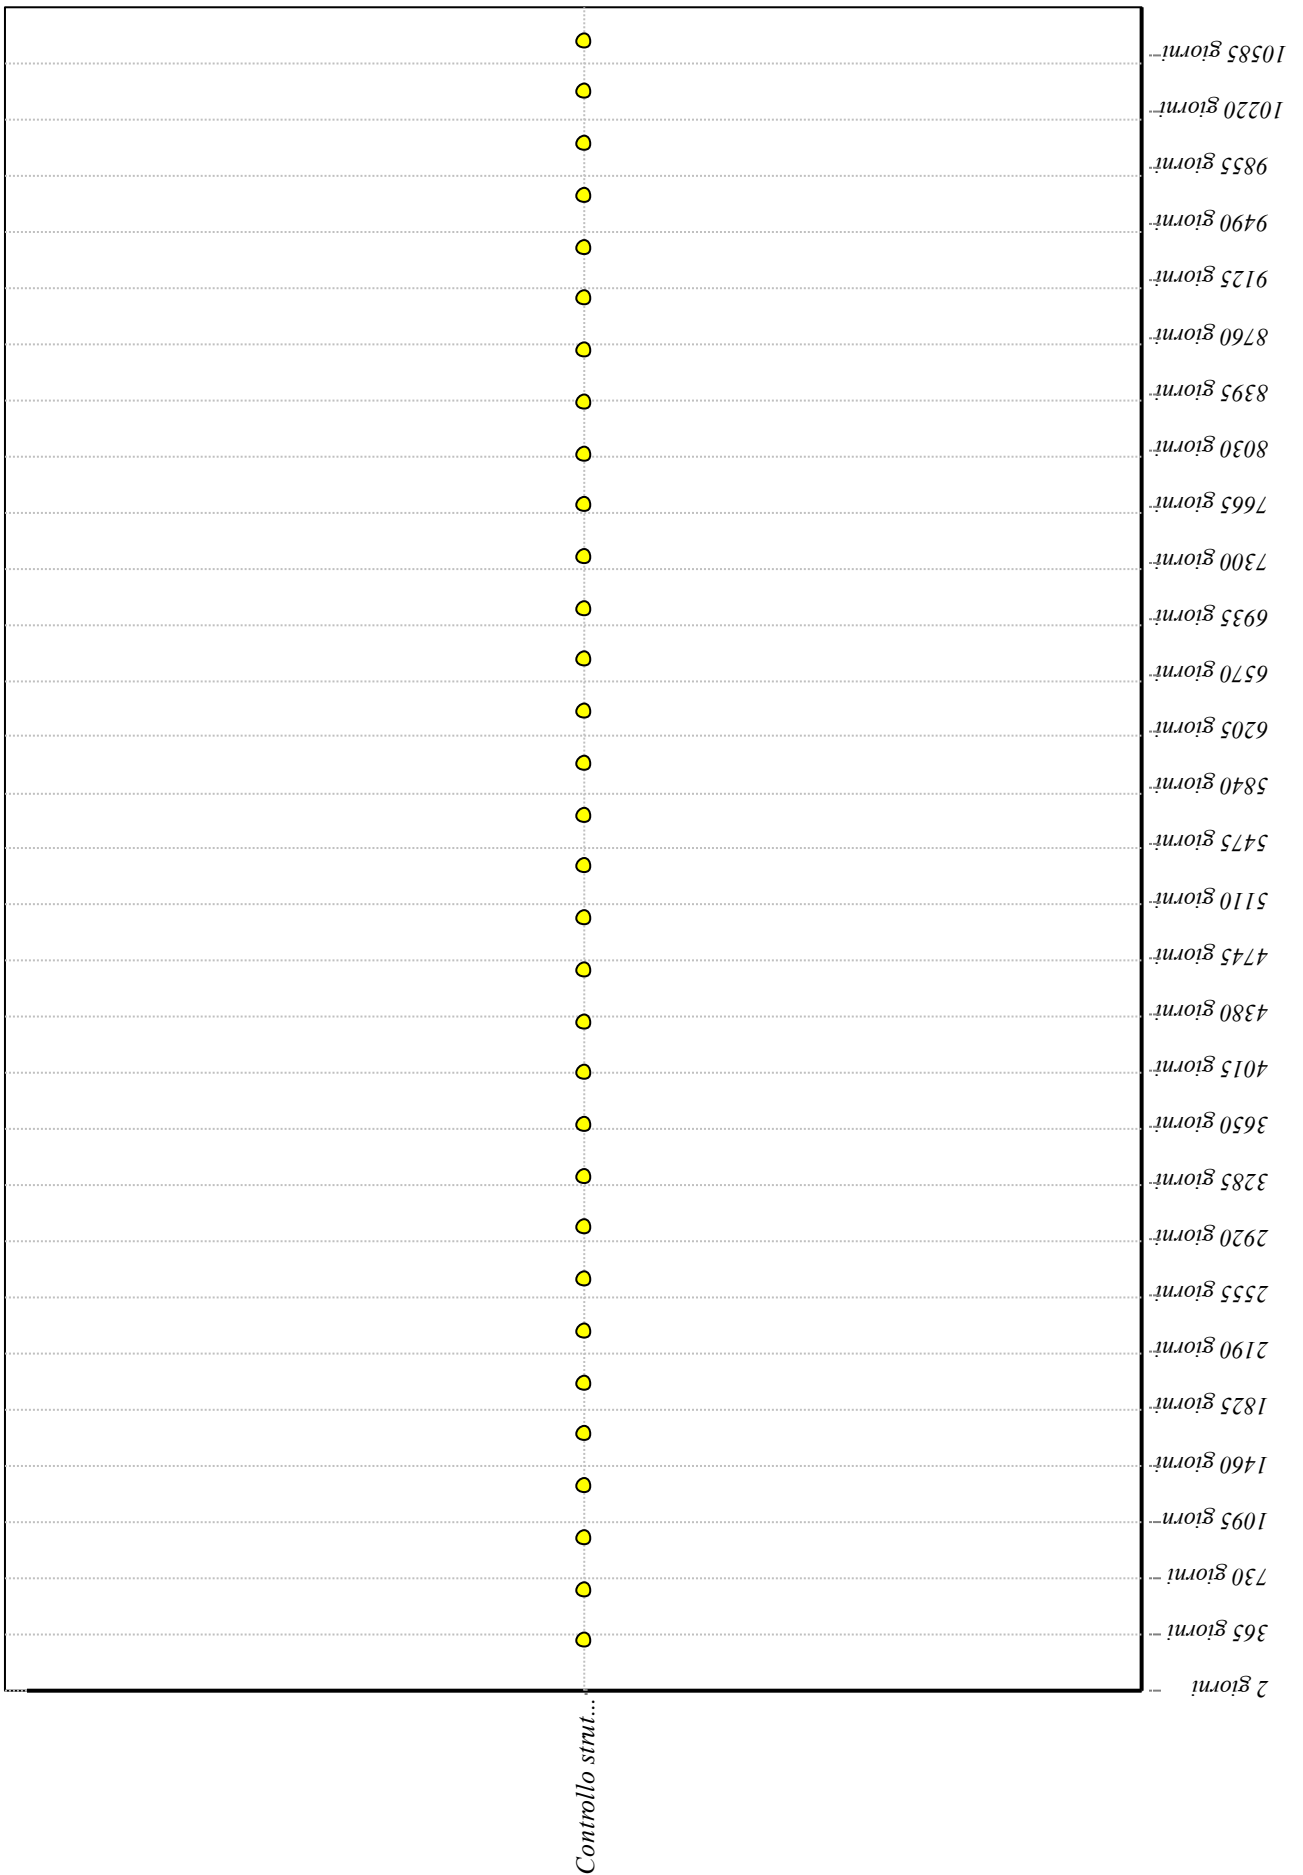 10585 giorni
10220 giorni
9855 giorni
9490 giorni
9125 giorni
8760 giorni
8395 giorni
8030 giorni
7665 giorni
7300 giorni
6935 giorni
6570 giorni
6205 giorni
5840 giorni
5475 giorni
5110 giorni
4745 giorni
4380 giorni
4015 giorni
3650 giorni
3285 giorni
2920 giorni
2555 giorni
2190 giorni
1825 giorni
1460 giorni
1095 giorni
730 giorni
365 giorni
2 giorni
Controllo strut...